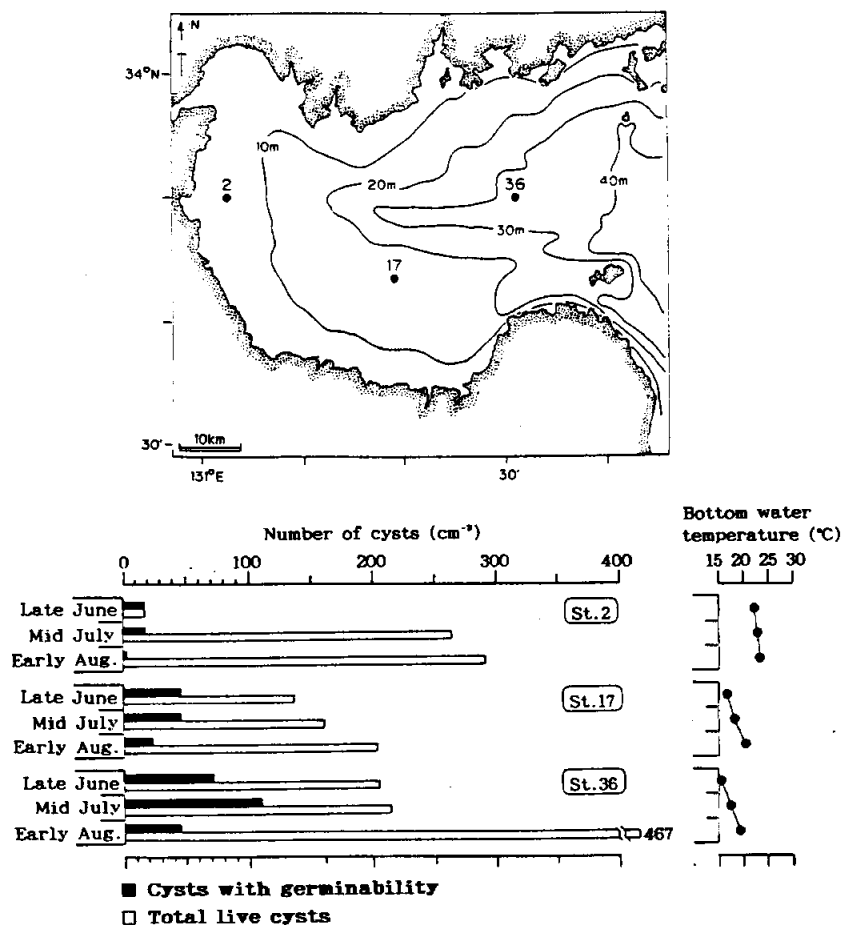 N
34°N
10m
2
20m
36
40m
30m
17
30'
10km
131°E
30'
Number of cysts (cm⁻³)
Bottom water
temperature (°C)
0 100 200 300 400
15 20 25 30
Late June
St.2
Mid July
Early Aug.
Late June
St.17
Mid July
Early Aug.
Late June
St.36
Mid July
Early Aug.
467
Cysts with germinability
Total live cysts